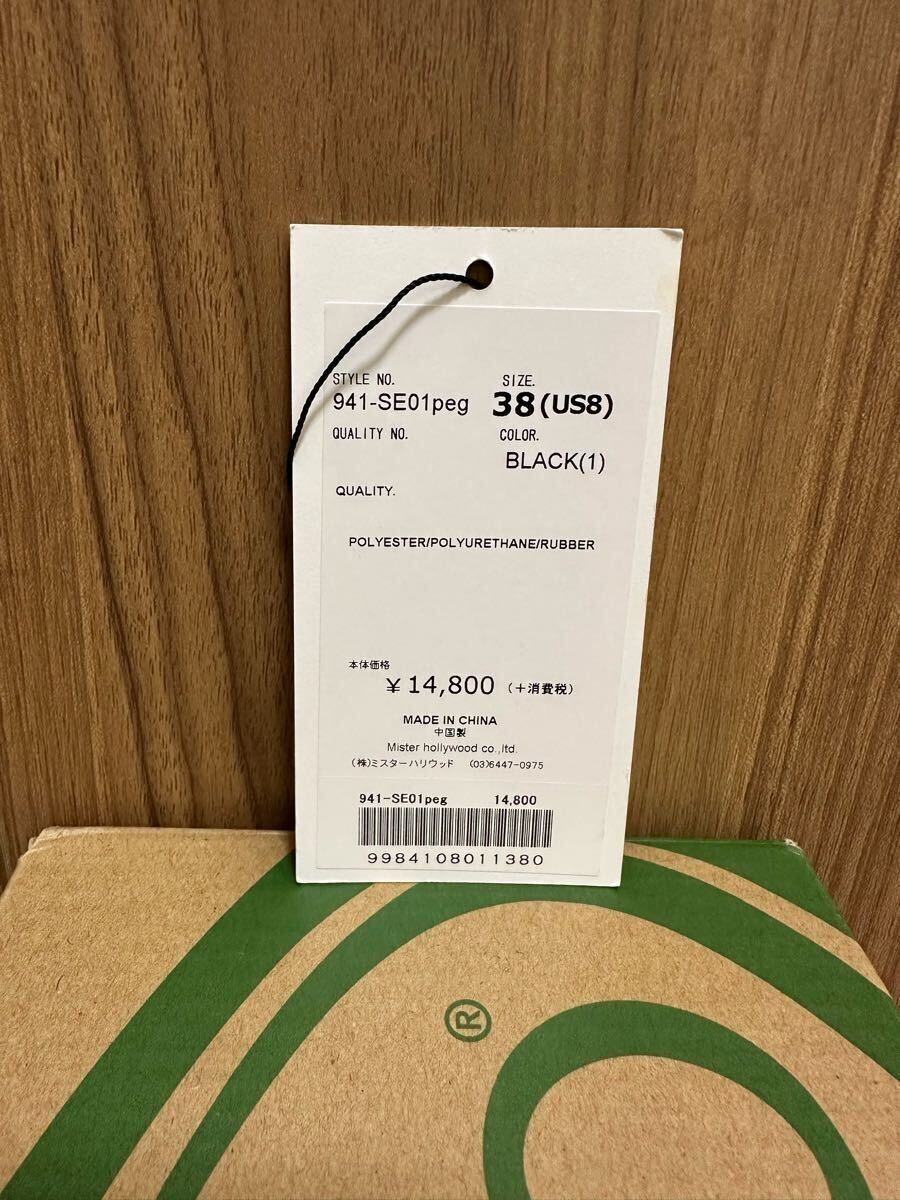 STYLE NO. SIZE.
941-SE01peg 38(US8)
QUALITY NO. COLOR.
BLACK(1)
QUALITY.
POLYESTER/POLYURETHANE/RUBBER
本体価格
¥14,800 (+消費税)
MADE IN CHINA
中国製
Mister hollywood co.,ltd.
(株)ミスターハリウッド (03)6447-0975
941-SE01peg 14,800
9984108011380
®